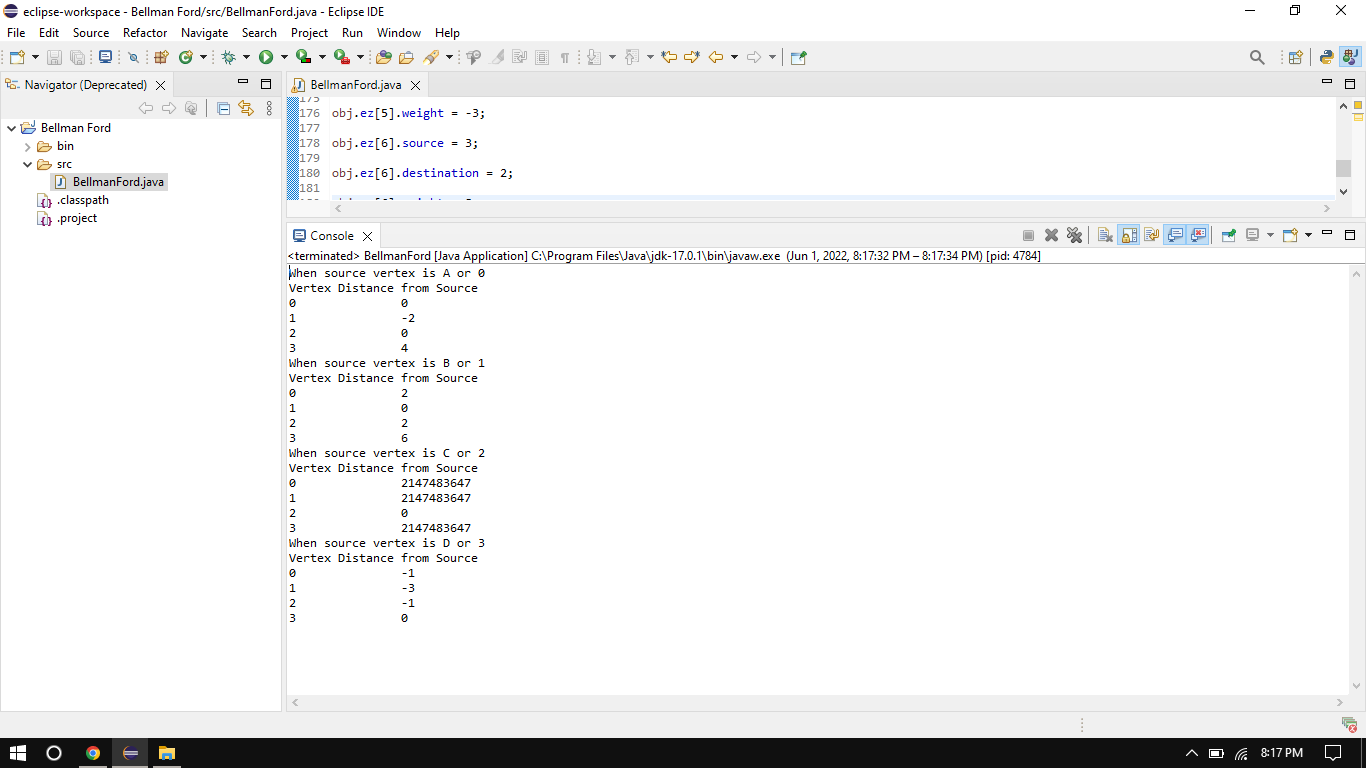 eclipse-workspace - Bellman Ford/src/BellmanFord.java - Eclipse IDE
File Edit Source Refactor Navigate Search Project Run Window Help
Navigator (Deprecated)
Bellman Ford
bin
src
BellmanFord.java
.classpath
.project
BellmanFord.java
175
176 obj.ez[5].weight = -3;
177
178 obj.ez[6].source = 3;
179
180 obj.ez[6].destination = 2;
181
Console
<terminated> BellmanFord [Java Application] C:\Program Files\Java\jdk-17.0.1\bin\javaw.exe (Jun 1, 2022, 8:17:32 PM – 8:17:34 PM) [pid: 4784]
When source vertex is A or 0
Vertex Distance from Source
0 0
1 -2
2 0
3 4
When source vertex is B or 1
Vertex Distance from Source
0 2
1 0
2 2
3 6
When source vertex is C or 2
Vertex Distance from Source
0 2147483647
1 2147483647
2 0
3 2147483647
When source vertex is D or 3
Vertex Distance from Source
0 -1
1 -3
2 -1
3 0
8:17 PM